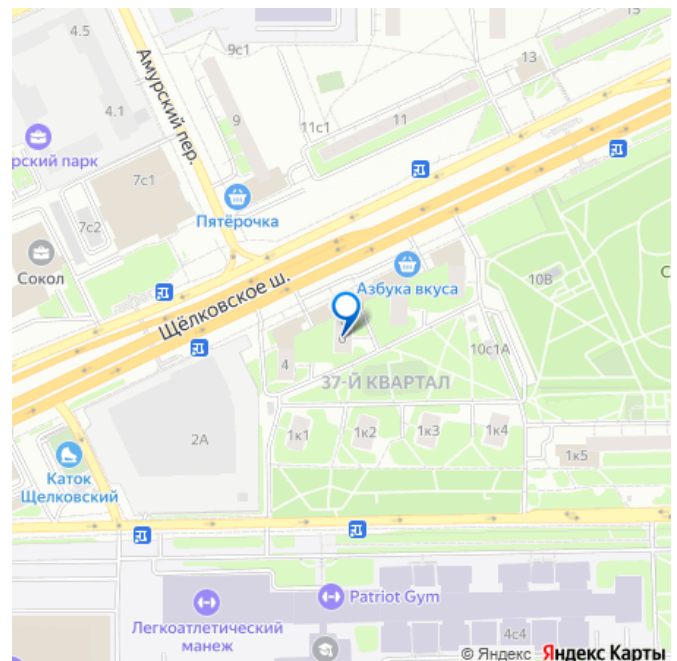 4.5
9с1
15
13
Амурский пер.
4.1
9
11с1
11
рский парк
7с1
Пятёрочка
7с2
Сокол
10В
С
Азбука вкуса
Щёлковское ш.
4
10с1А
37-Й КВАРТАЛ
2А
1к1
1к2
1к3
1к4
1к5
Каток
Щелковский
Patriot Gym
Легкоатлетический
манеж
4с4
© Яндекс Яндекс Карты